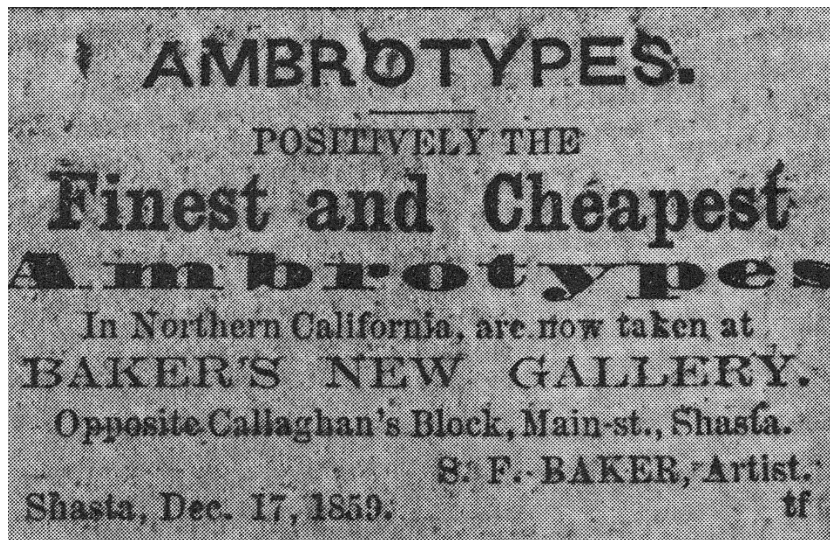 AMBROTYPES.
POSITIVELY THE
Finest and Cheapest
Ambrotypes
In Northern California, are now taken at
BAKER'S NEW GALLERY.
Opposite Callaghan's Block, Main-st., Shasta.
S. F. BAKER, Artist.
Shasta, Dec. 17, 1859. tf